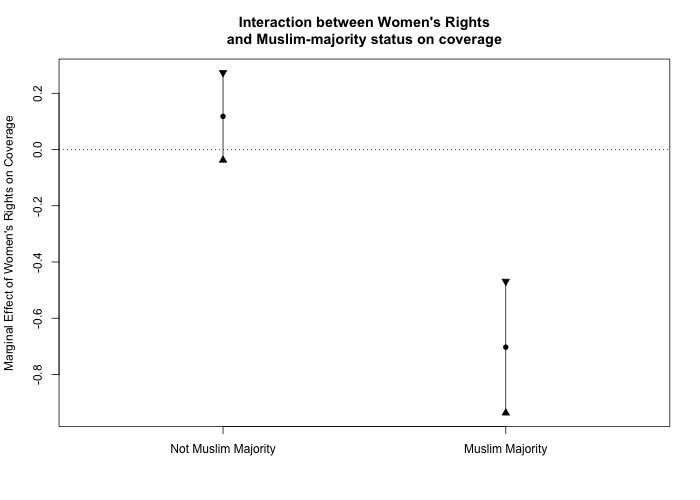 Interaction between Women's Rights
and Muslim-majority status on coverage
Marginal Effect of Women's Rights on Coverage
0.2
0.0
-0.2
-0.4
-0.6
-0.8
Not Muslim Majority
Muslim Majority